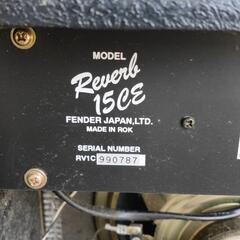 MODEL
Reverb
15CE
FENDER JAPAN,LTD.
MADE IN ROK
SERIAL NUMBER
RV1C 990787